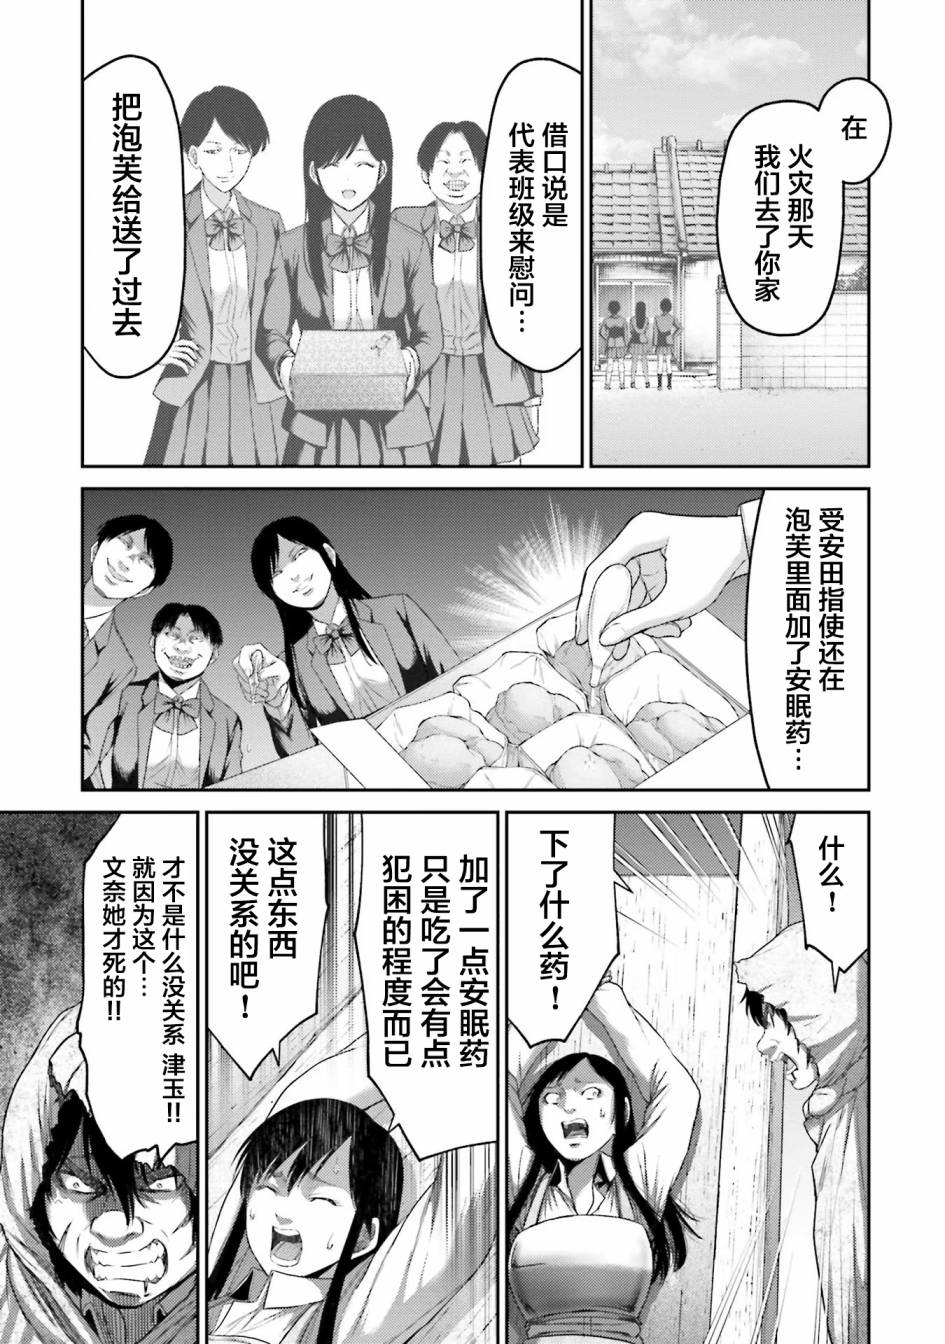 在
火灾那天
我们去了你家
借口说是
代表班级来慰问…
把泡芙给送了过去
受安田指使还在
泡芙里面加了安眠药…
什么！
下了什么药！
加了一点安眠药
只是吃了会有点
犯困的程度而已
这点东西
没关系的吧！
才不是什么没关系 津玉!!
就因为这个…
文奈她才死的!!